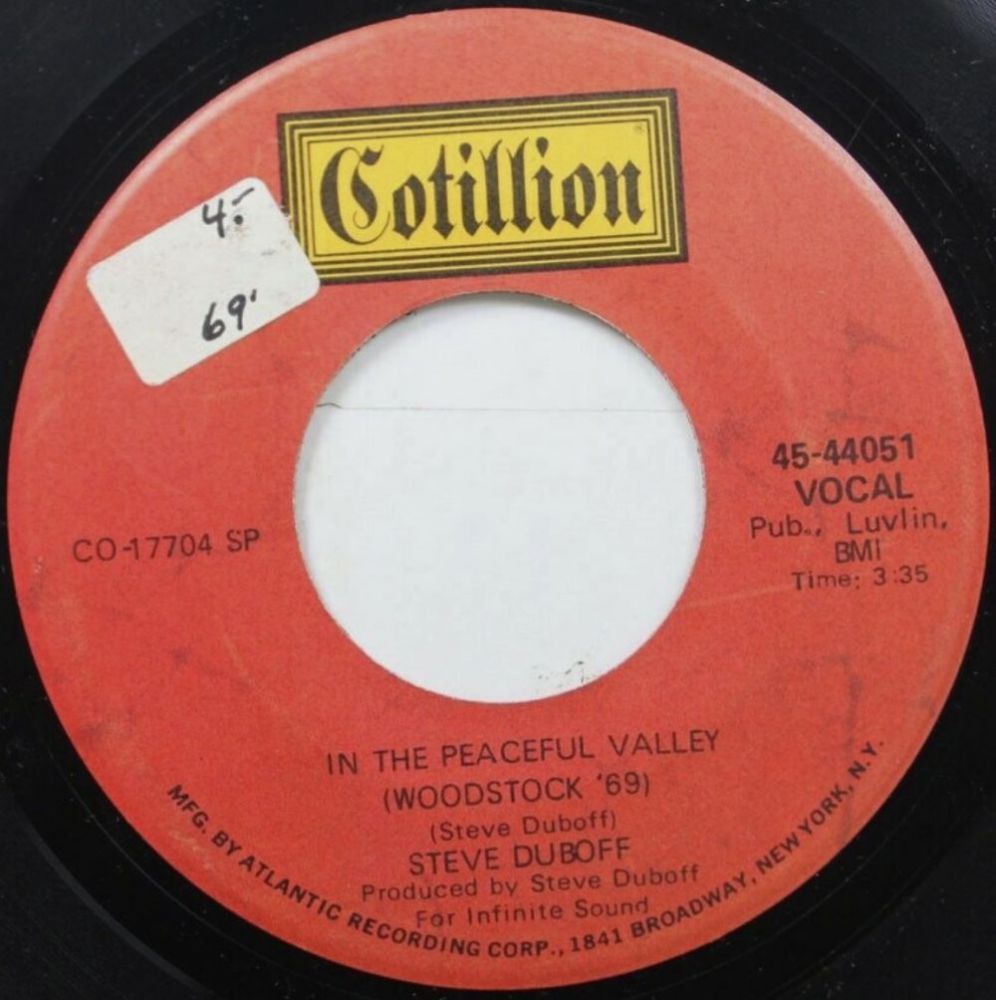 Cotillion
®
4.-
69'
45-44051
VOCAL
Pub., Luvlin,
BMI
Time: 3:35
CO-17704 SP
IN THE PEACEFUL VALLEY
(WOODSTOCK '69)
(Steve Duboff)
STEVE DUBOFF
Produced by Steve Duboff
For Infinite Sound
MFG. BY ATLANTIC RECORDING CORP., 1841 BROADWAY, NEW YORK, N.Y.